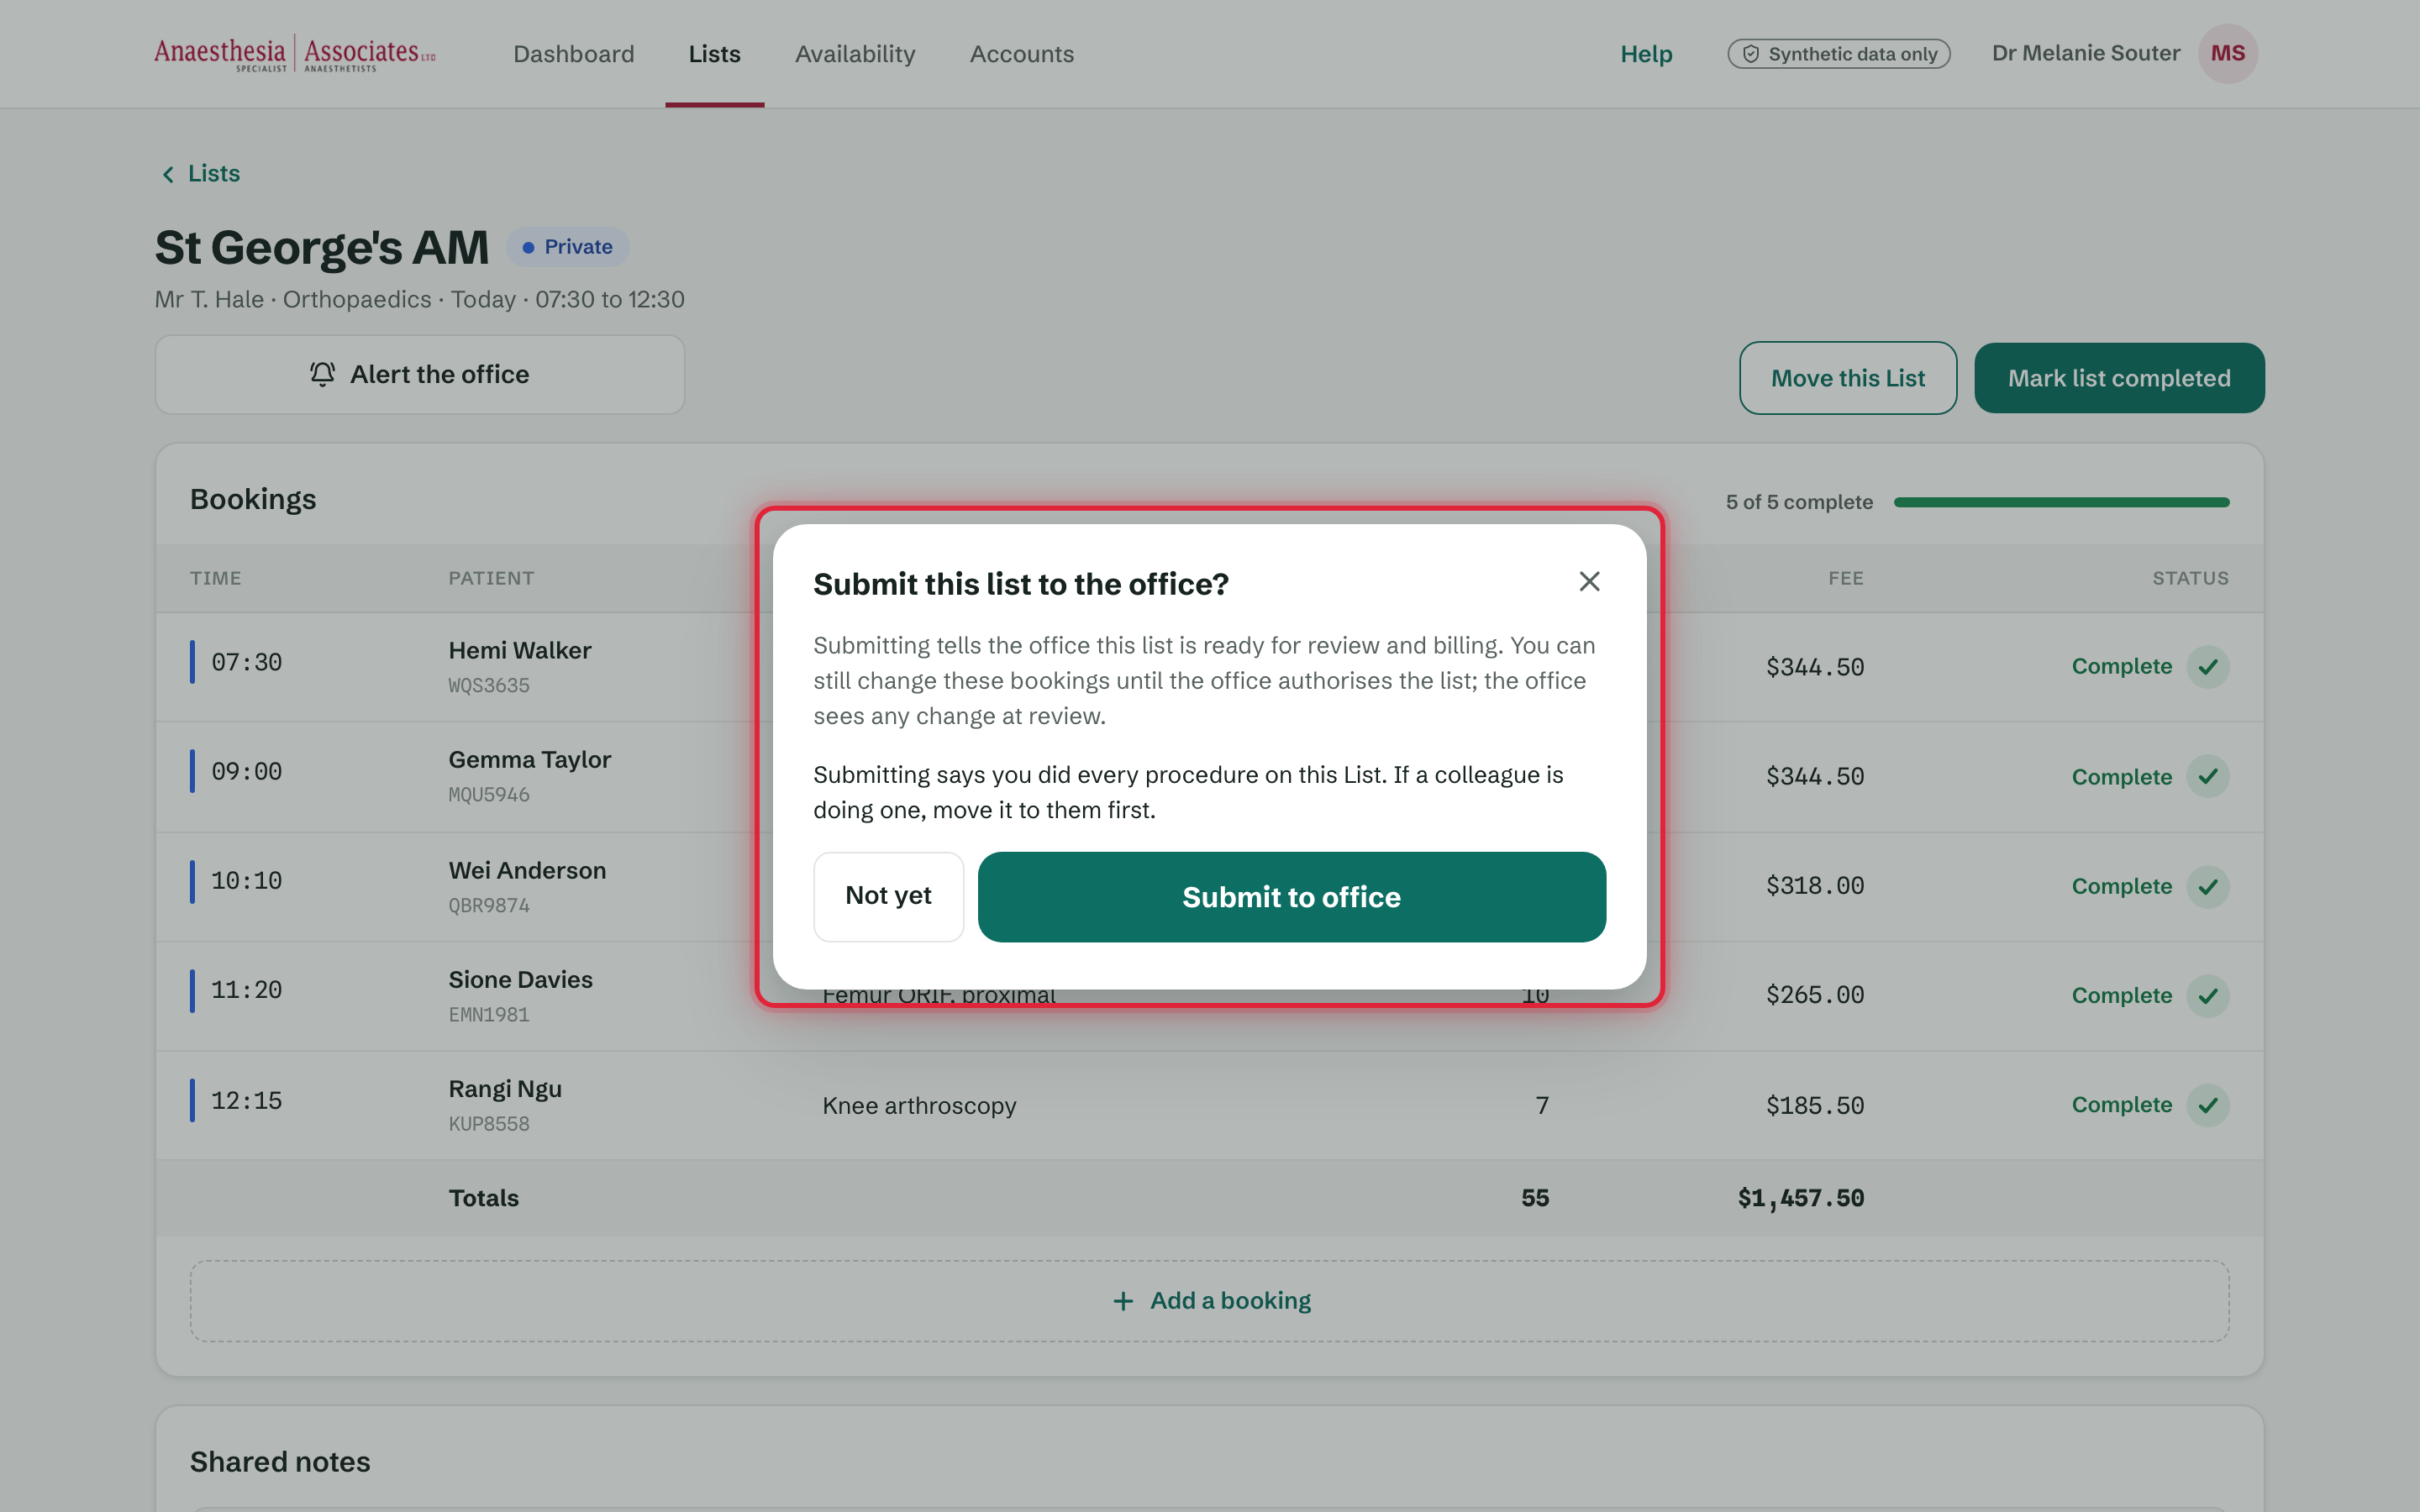 Anaesthesia Associates LTD
SPECIALIST ANAESTHETISTS
Dashboard
Lists
Availability
Accounts
Help
Synthetic data only
Dr Melanie Souter
MS
Lists
St George's AM
Private
Mr T. Hale · Orthopaedics · Today · 07:30 to 12:30
Alert the office
Move this List
Mark list completed
Bookings
5 of 5 complete
TIME
PATIENT
FEE
STATUS
07:30
Hemi Walker
WQS3635
$344.50
Complete
09:00
Gemma Taylor
MQU5946
$344.50
Complete
10:10
Wei Anderson
QBR9874
$318.00
Complete
11:20
Sione Davies
EMN1981
Femur ORIF, proximal
10
$265.00
Complete
12:15
Rangi Ngu
KUP8558
Knee arthroscopy
7
$185.50
Complete
Totals
55
$1,457.50
Add a booking
Shared notes
Submit this list to the office?
Submitting tells the office this list is ready for review and billing. You can
still change these bookings until the office authorises the list; the office
sees any change at review.
Submitting says you did every procedure on this List. If a colleague is
doing one, move it to them first.
Not yet
Submit to office